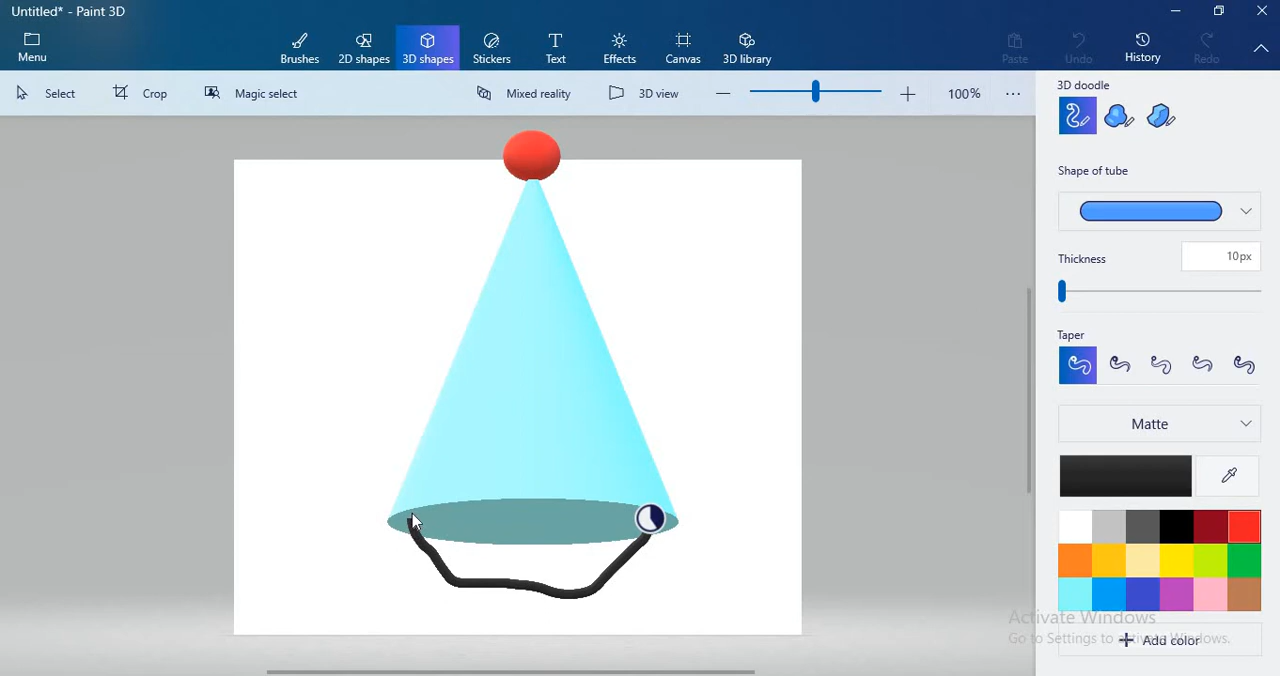 Untitled* - Paint 3D
Menu
Brushes
2D shapes
3D shapes
Stickers
Text
Effects
Canvas
3D library
Paste
Undo
History
Redo
Select
Crop
Magic select
Mixed reality
3D view
100%
3D doodle
Shape of tube
Thickness
10px
Taper
Matte
Activate Windows
Go to Settings to activate Windows.
Add color